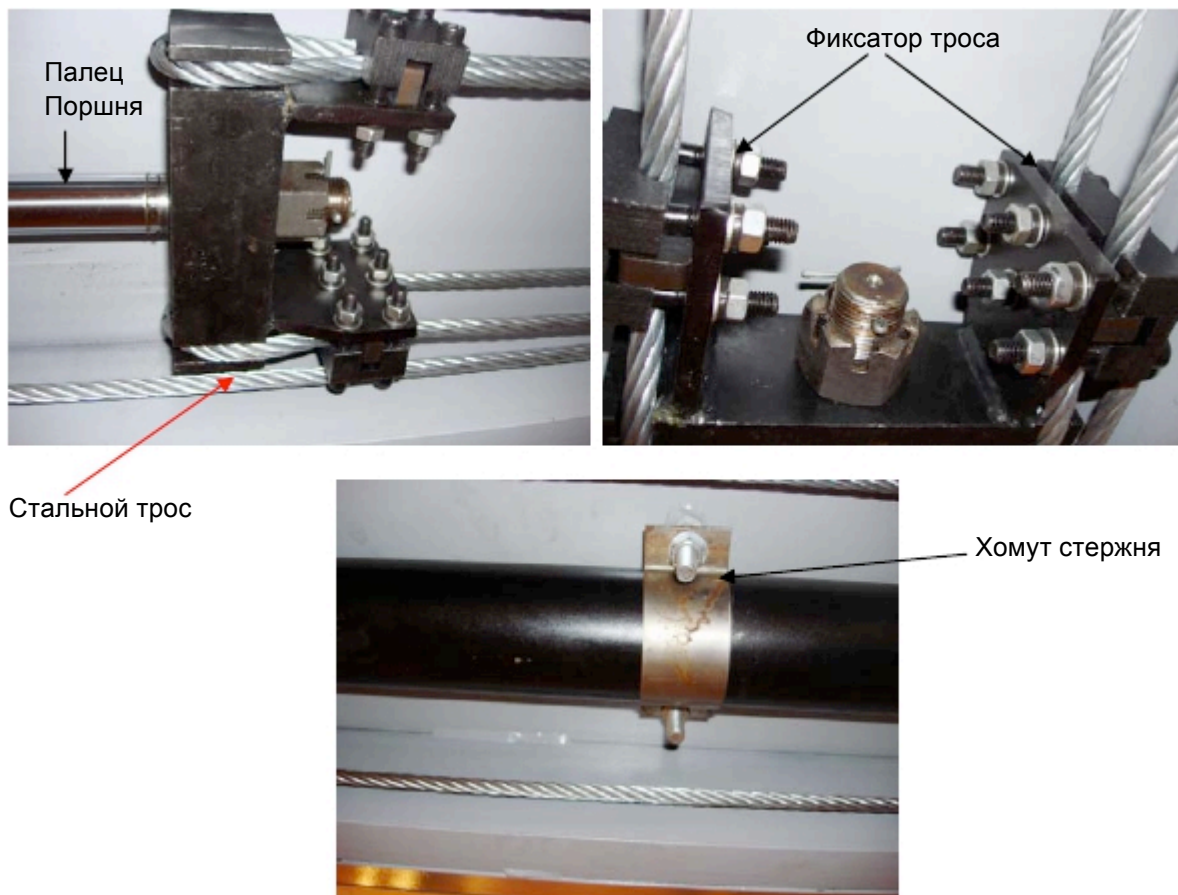 Палец
Поршня
Фиксатор троса
Стальной трос
Хомут стержня